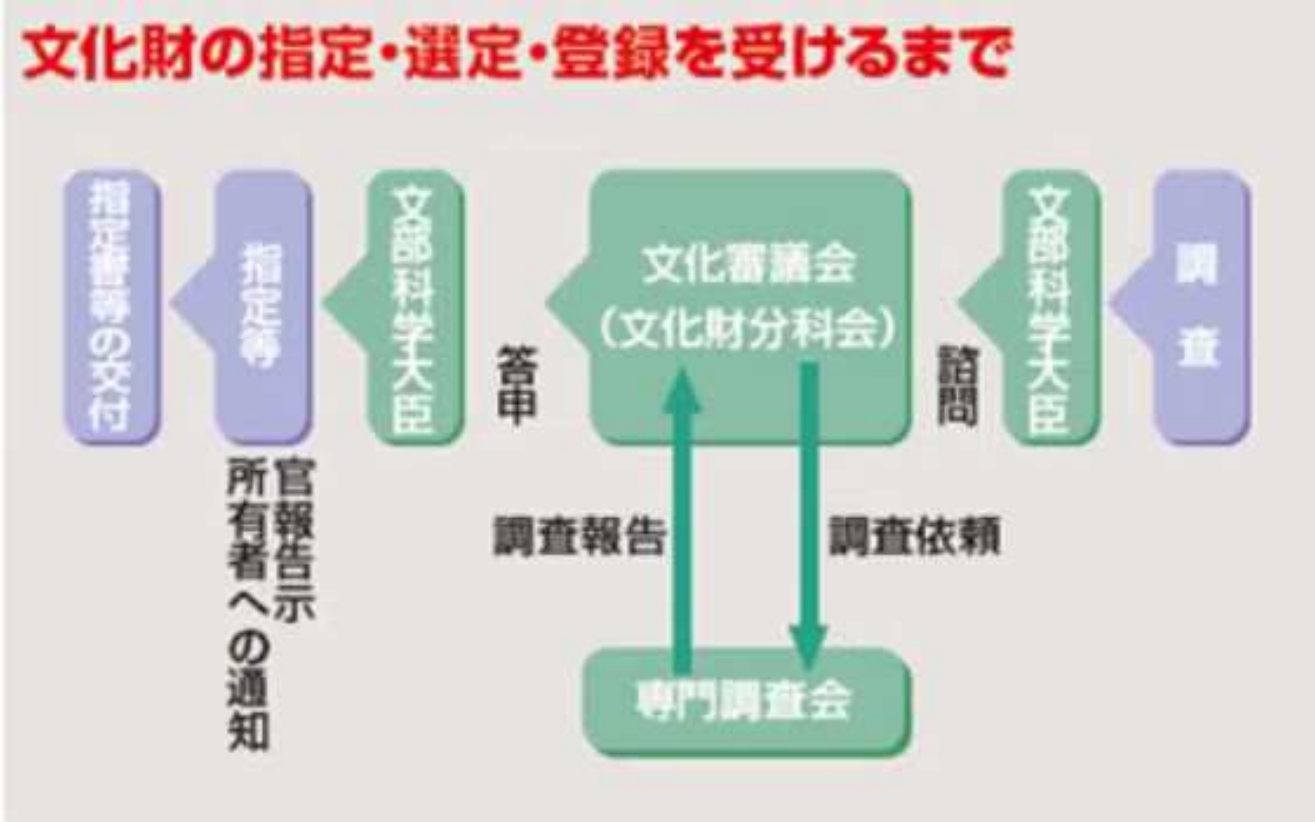 文化財の指定・選定・登録を受けるまで
調査
文部科学大臣
諮問
文化審議会
（文化財分科会）
調査依頼
専門調査会
調査報告
答申
文部科学大臣
指定等
官報告示
所有者への通知
指定書等の交付